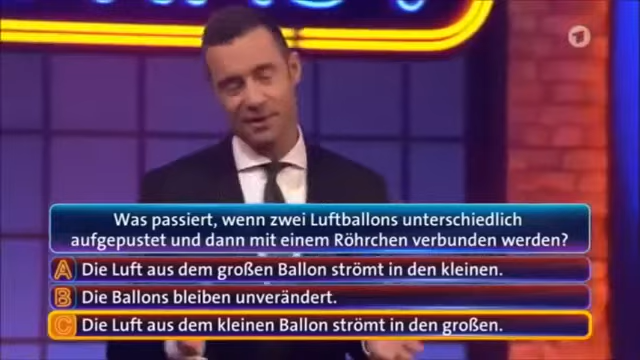 Was passiert, wenn zwei Luftballons unterschiedlich
aufgepustet und dann mit einem Röhrchen verbunden werden?
A Die Luft aus dem großen Ballon strömt in den kleinen.
B Die Ballons bleiben unverändert.
C Die Luft aus dem kleinen Ballon strömt in den großen.